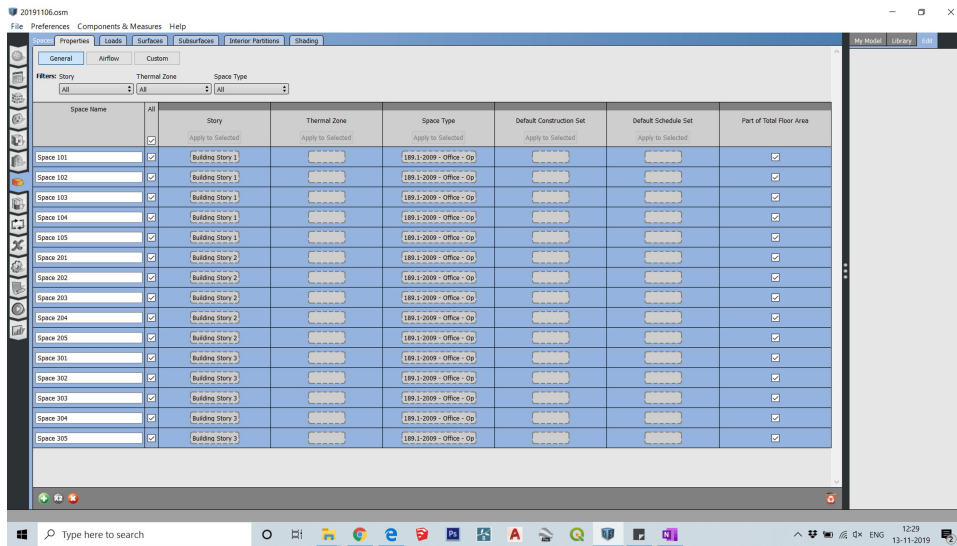 20191106.osm
File Preferences Components & Measures Help
Spaces Properties Loads Surfaces Subsurfaces Interior Partitions Shading My Model Library Edit
General Airflow Custom
Filters: Story Thermal Zone Space Type
All All All
Space Name All Story Thermal Zone Space Type Default Construction Set Default Schedule Set Part of Total Floor Area
Apply to Selected Apply to Selected Apply to Selected Apply to Selected Apply to Selected
Space 101 Building Story 1 189.1-2009 - Office - Op
Space 102 Building Story 1 189.1-2009 - Office - Op
Space 103 Building Story 1 189.1-2009 - Office - Op
Space 104 Building Story 1 189.1-2009 - Office - Op
Space 105 Building Story 1 189.1-2009 - Office - Op
Space 201 Building Story 2 189.1-2009 - Office - Op
Space 202 Building Story 2 189.1-2009 - Office - Op
Space 203 Building Story 2 189.1-2009 - Office - Op
Space 204 Building Story 2 189.1-2009 - Office - Op
Space 205 Building Story 2 189.1-2009 - Office - Op
Space 301 Building Story 3 189.1-2009 - Office - Op
Space 302 Building Story 3 189.1-2009 - Office - Op
Space 303 Building Story 3 189.1-2009 - Office - Op
Space 304 Building Story 3 189.1-2009 - Office - Op
Space 305 Building Story 3 189.1-2009 - Office - Op
Type here to search Ps A N ENG 12:29
13-11-2019 2